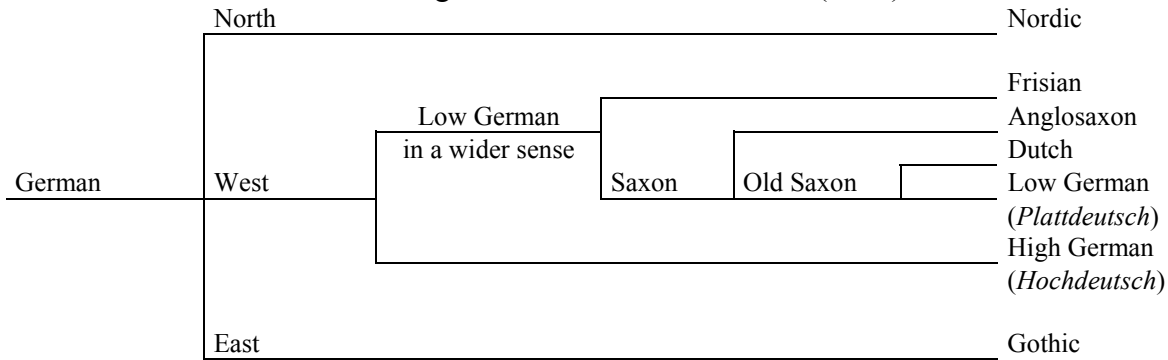 North
Nordic
Frisian
Low German
Anglosaxon
in a wider sense
Dutch
German
West
Saxon
Old Saxon
Low German
(Plattdeutsch)
High German
(Hochdeutsch)
East
Gothic